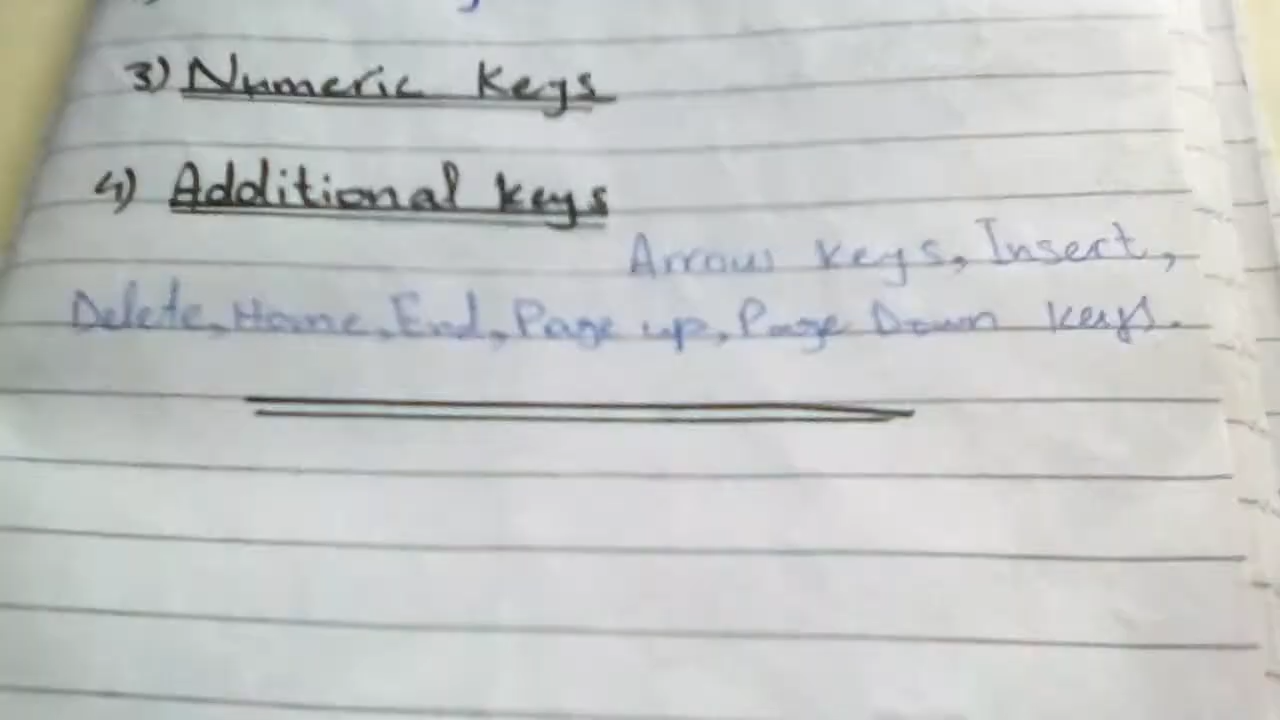 3) Numeric Keys
4) Additional keys
Arrow keys, Insert,
Delete, Home, End, Page up, Page Down keys.